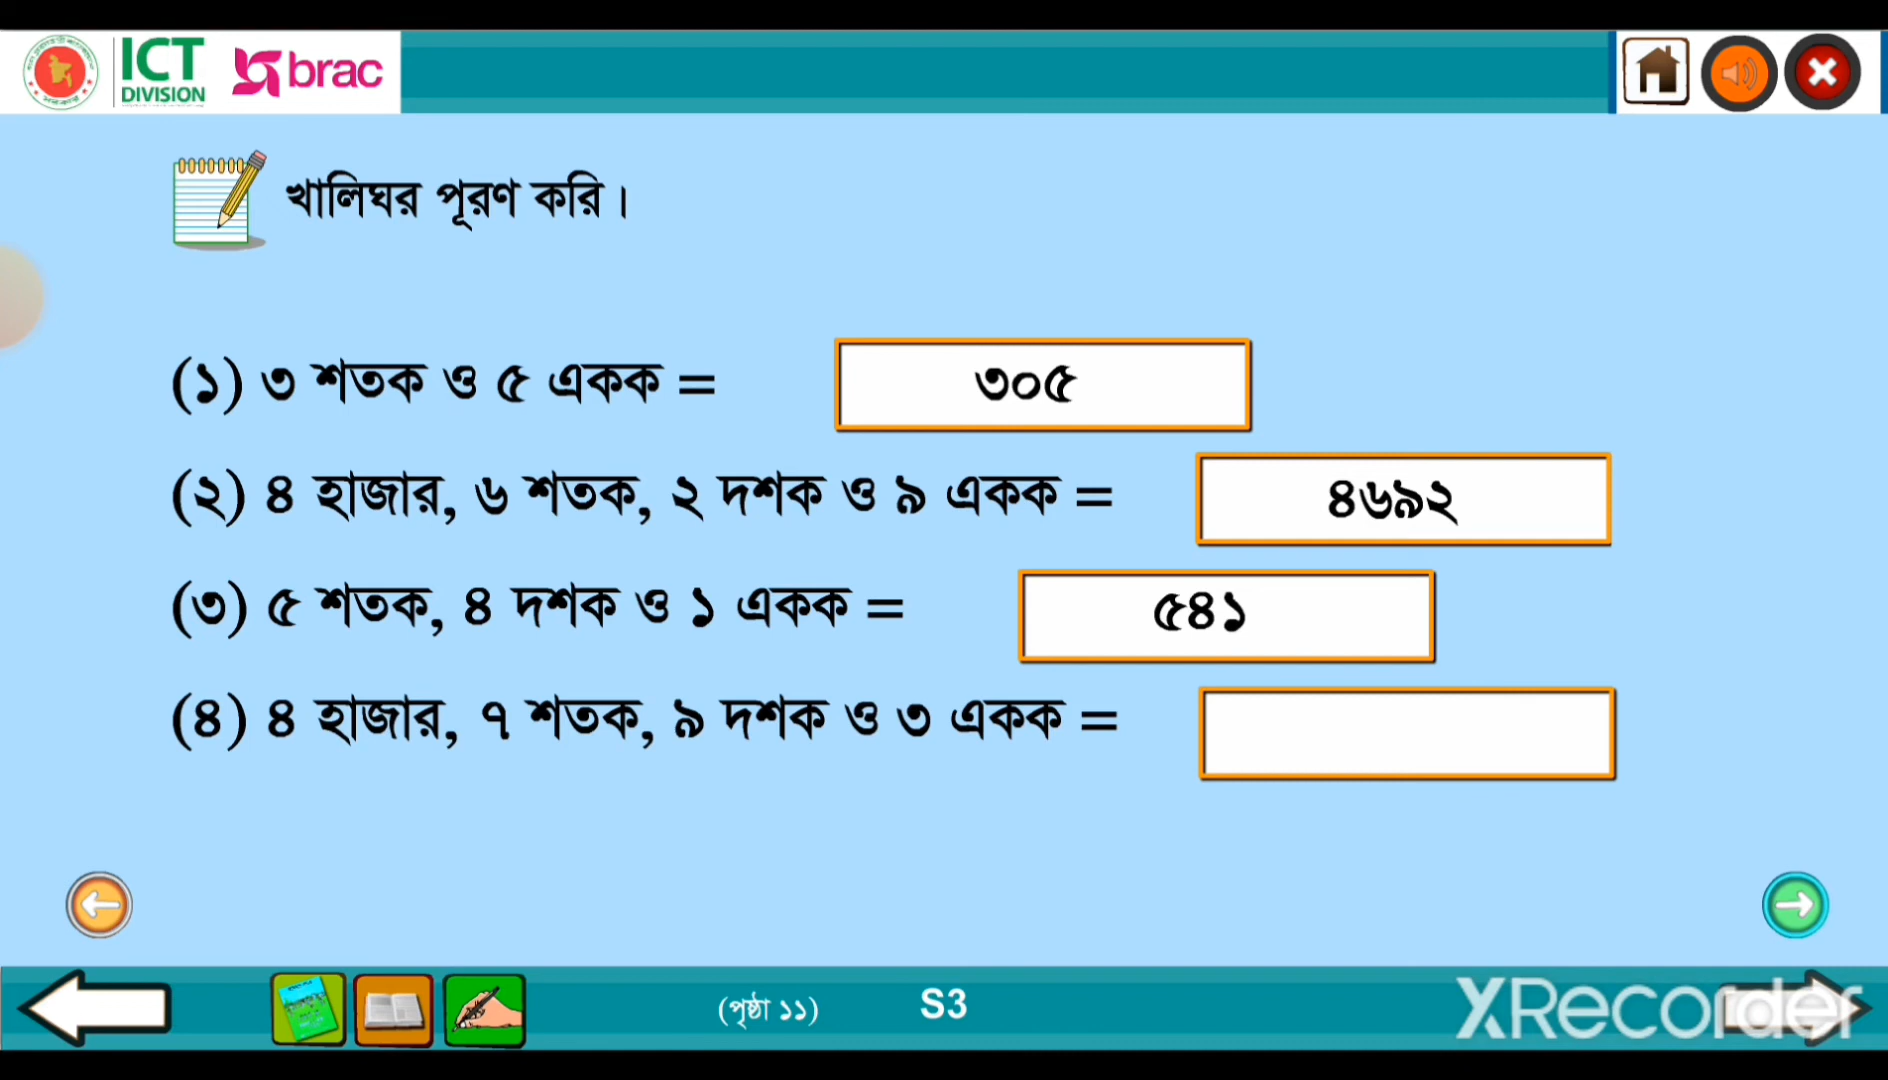 ICT
DIVISION
brac
খালিঘর পূরণ করি।
(১) ৩ শতক ও ৫ একক =
৩০৫
(২) ৪ হাজার, ৬ শতক, ২ দশক ও ৯ একক =
৪৬৯২
(৩) ৫ শতক, ৪ দশক ও ১ একক =
৫৪১
(৪) ৪ হাজার, ৭ শতক, ৯ দশক ও ৩ একক =
(পৃষ্ঠা ১১)
S3
XRecorder